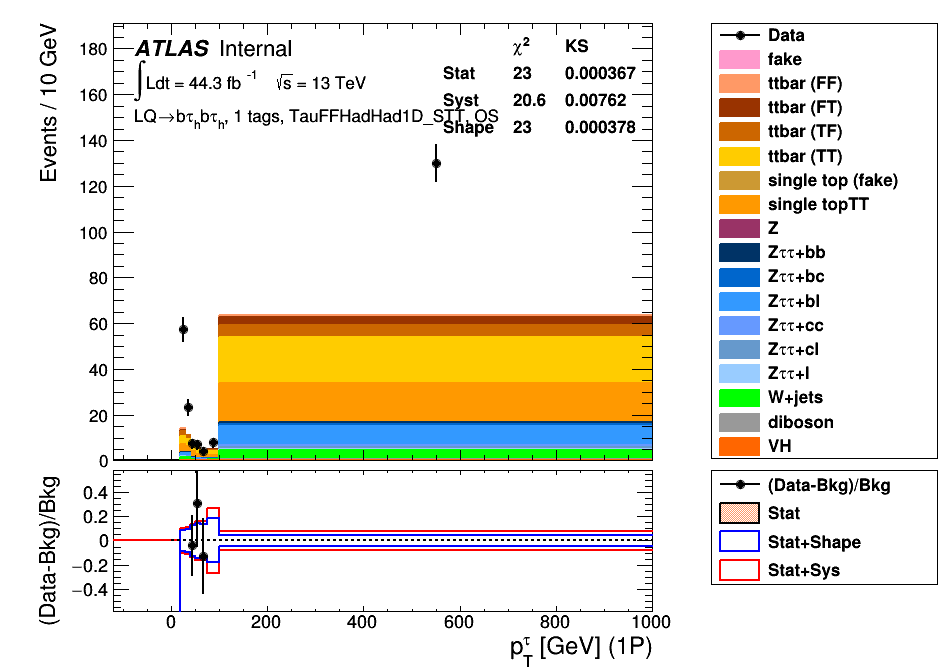 Events / 10 GeV
180
160
140
120
100
80
60
40
20
0
ATLAS Internal
∫Ldt = 44.3 fb⁻¹ √s = 13 TeV
LQ→bτₕbτₕ, 1 tags, TauFFHadHad1D_STT, OS
χ² KS
Stat 23 0.000367
Syst 20.6 0.00762
Shape 23 0.000378
Data
fake
ttbar (FF)
ttbar (FT)
ttbar (TF)
ttbar (TT)
single top (fake)
single topTT
Z
Zττ+bb
Zττ+bc
Zττ+bl
Zττ+cc
Zττ+cl
Zττ+l
W+jets
diboson
VH
(Data-Bkg)/Bkg
0.4
0.2
0
−0.2
−0.4
0 200 400 600 800 1000
p_T^τ [GeV] (1P)
(Data-Bkg)/Bkg
Stat
Stat+Shape
Stat+Sys